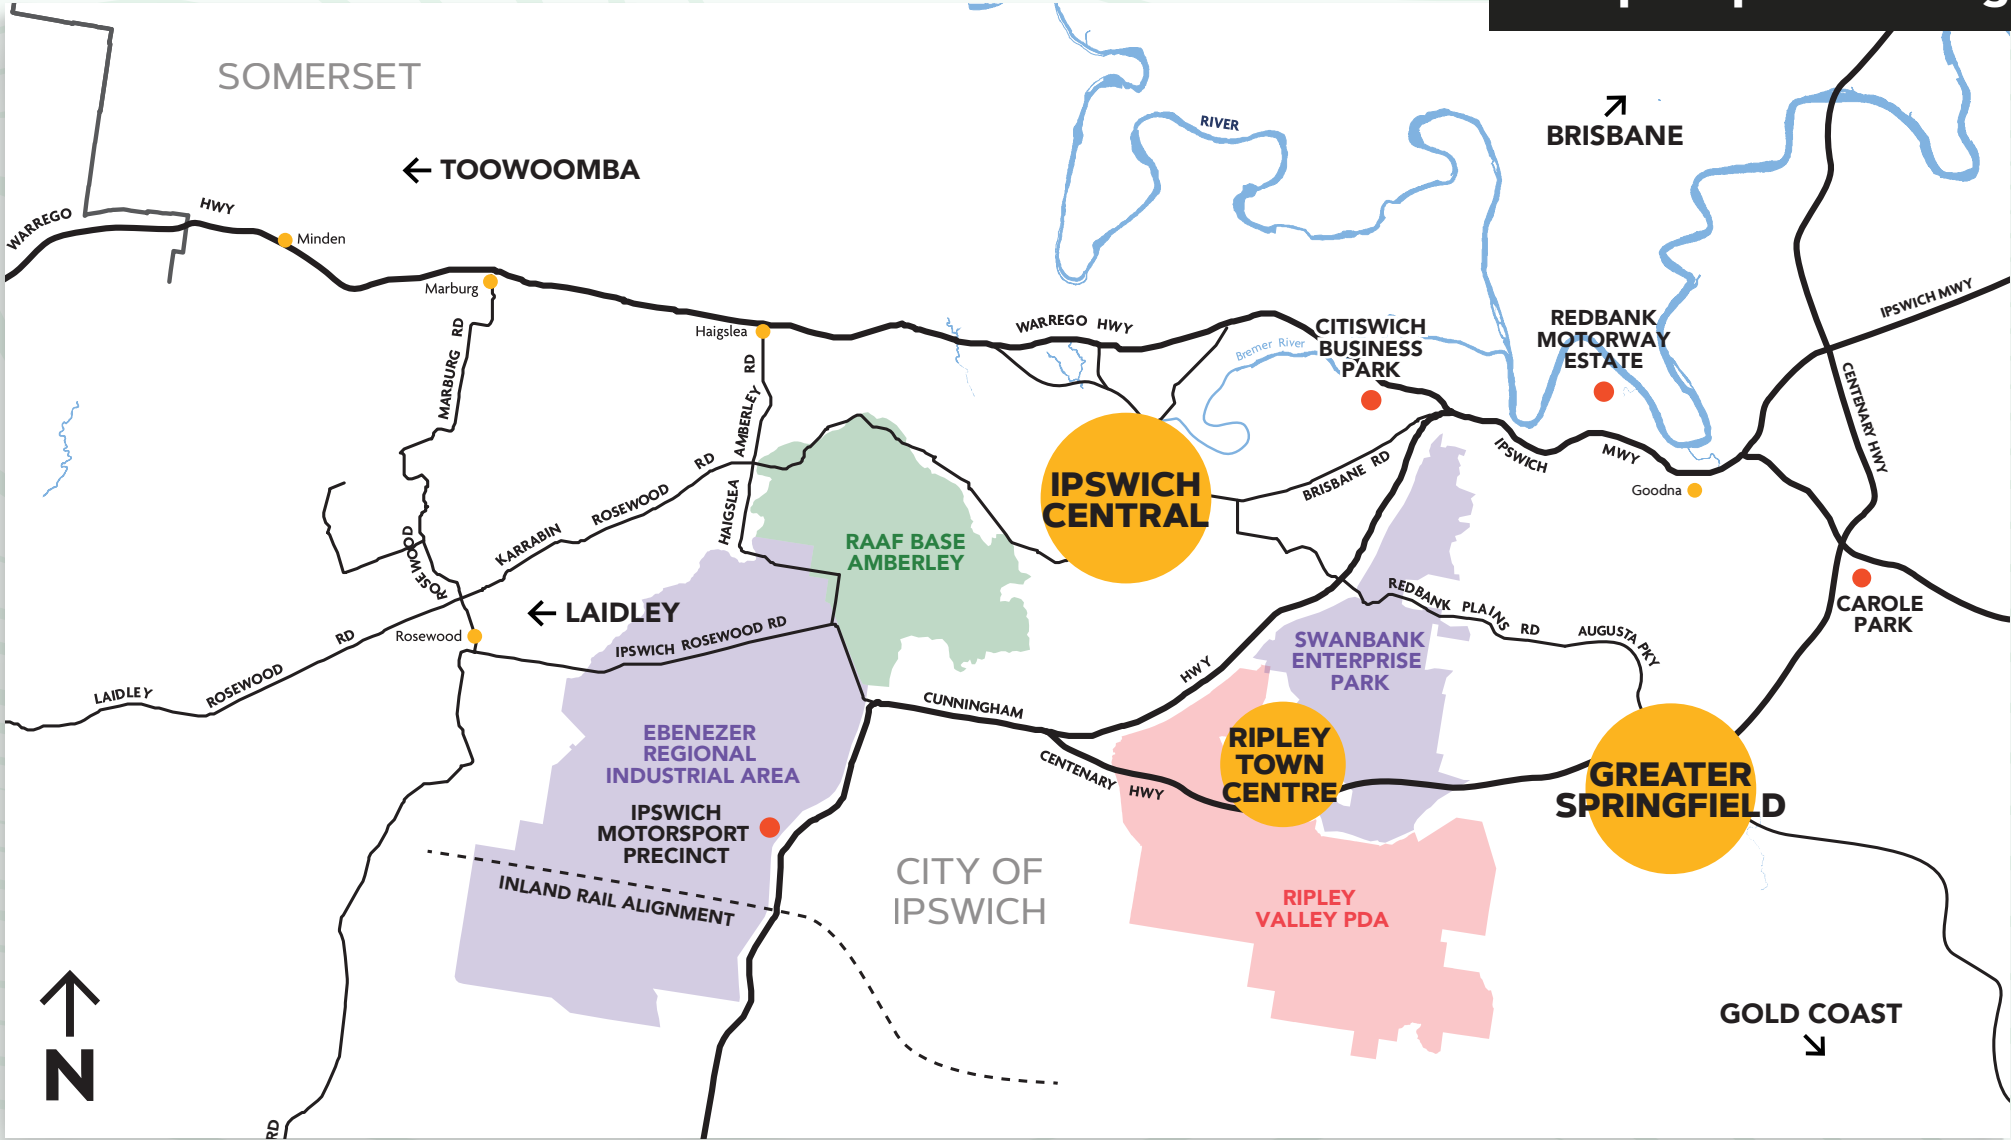 SOMERSET
RIVER
BRISBANE
TOOWOOMBA
WARREGO
HWY
Minden
Marburg
Haigslea
WARREGO HWY
CITISWICH
BUSINESS
PARK
Bremer River
REDBANK
MOTORWAY
ESTATE
IPSWICH MWY
MARBURG RD
HAIGSLEA AMBERLEY RD
CENTENARY HWY
IPSWICH
CENTRAL
BRISBANE RD
IPSWICH MWY
Goodna
KARRABIN ROSEWOOD RD
ROSEWOOD
RAAF BASE
AMBERLEY
LAIDLEY
REDBANK PLAINS RD
AUGUSTA PKY
CAROLE
PARK
Rosewood
IPSWICH ROSEWOOD RD
SWANBANK
ENTERPRISE
PARK
LAIDLEY ROSEWOOD RD
CUNNINGHAM HWY
EBENEZER
REGIONAL
INDUSTRIAL AREA
RIPLEY
TOWN
CENTRE
CENTENARY HWY
GREATER
SPRINGFIELD
IPSWICH
MOTORSPORT
PRECINCT
INLAND RAIL ALIGNMENT
CITY OF
IPSWICH
RIPLEY
VALLEY PDA
GOLD COAST
N
RD